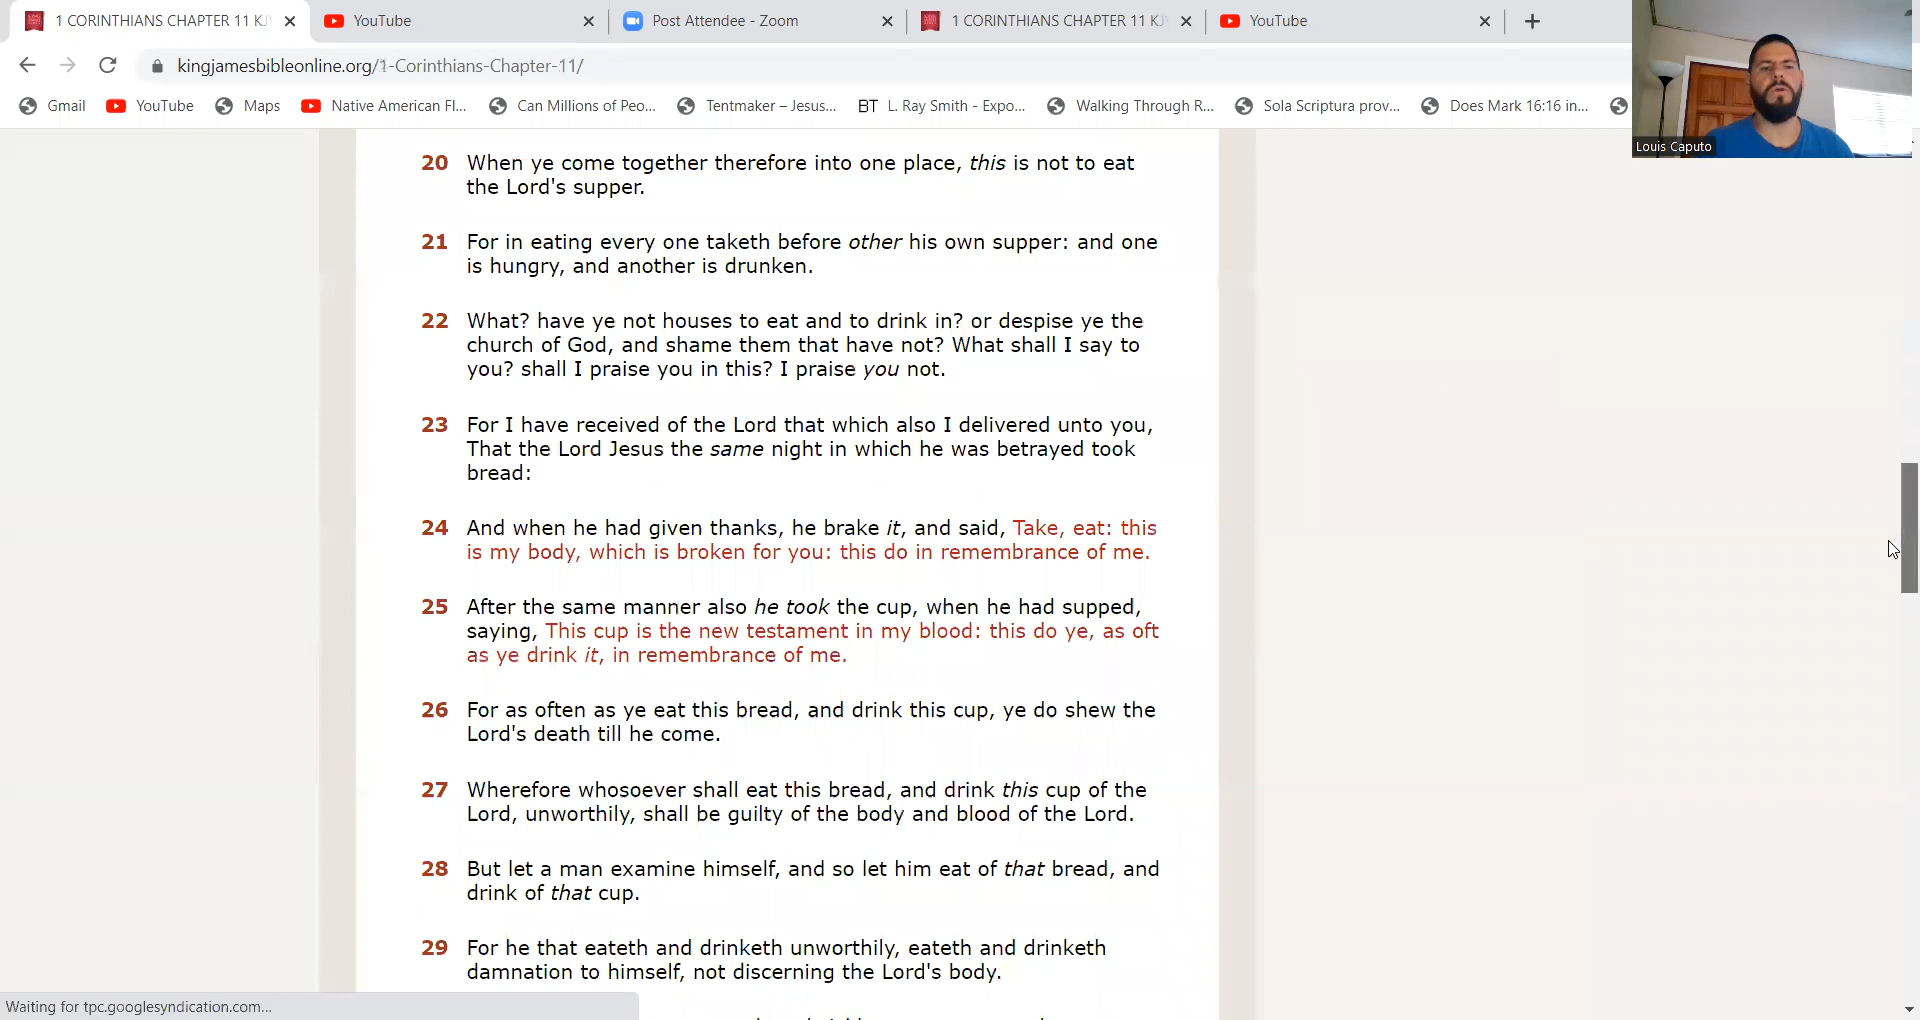 1 CORINTHIANS CHAPTER 11 KJV
YouTube
Post Attendee - Zoom
1 CORINTHIANS CHAPTER 11 KJV
YouTube
kingjamesbibleonline.org/1-Corinthians-Chapter-11/
Gmail
YouTube
Maps
Native American Fl...
Can Millions of Peo...
Tentmaker – Jesus...
BT L. Ray Smith - Expo...
Walking Through R...
Sola Scriptura prov...
Does Mark 16:16 in...
Louis Caputo
20 When ye come together therefore into one place, this is not to eat
the Lord's supper.
21 For in eating every one taketh before other his own supper: and one
is hungry, and another is drunken.
22 What? have ye not houses to eat and to drink in? or despise ye the
church of God, and shame them that have not? What shall I say to
you? shall I praise you in this? I praise you not.
23 For I have received of the Lord that which also I delivered unto you,
That the Lord Jesus the same night in which he was betrayed took
bread:
24 And when he had given thanks, he brake it, and said, Take, eat: this
is my body, which is broken for you: this do in remembrance of me.
25 After the same manner also he took the cup, when he had supped,
saying, This cup is the new testament in my blood: this do ye, as oft
as ye drink it, in remembrance of me.
26 For as often as ye eat this bread, and drink this cup, ye do shew the
Lord's death till he come.
27 Wherefore whosoever shall eat this bread, and drink this cup of the
Lord, unworthily, shall be guilty of the body and blood of the Lord.
28 But let a man examine himself, and so let him eat of that bread, and
drink of that cup.
29 For he that eateth and drinketh unworthily, eateth and drinketh
damnation to himself, not discerning the Lord's body.
Waiting for tpc.googlesyndication.com...